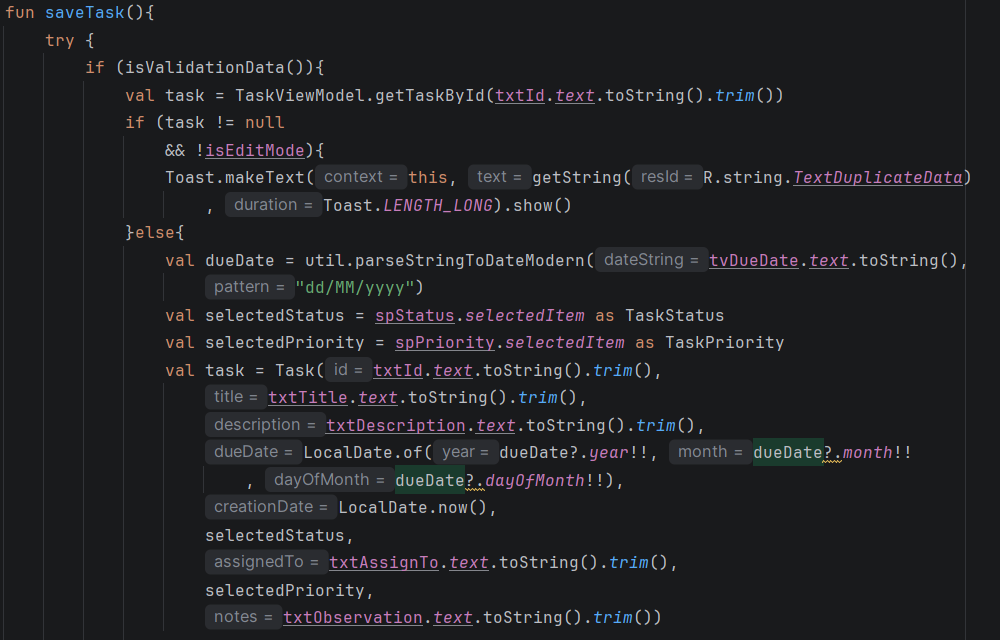 fun saveTask(){
try {
if (isValidationData()){
val task = TaskViewModel.getTaskById(txtId.text.toString().trim())
if (task != null
&& !isEditMode){
Toast.makeText( context = this, text = getString( resId = R.string.TextDuplicateData)
, duration = Toast.LENGTH_LONG).show()
}else{
val dueDate = util.parseStringToDateModern( dateString = tvDueDate.text.toString(),
pattern = "dd/MM/yyyy")
val selectedStatus = spStatus.selectedItem as TaskStatus
val selectedPriority = spPriority.selectedItem as TaskPriority
val task = Task( id = txtId.text.toString().trim(),
title = txtTitle.text.toString().trim(),
description = txtDescription.text.toString().trim(),
dueDate = LocalDate.of( year = dueDate?.year!!, month = dueDate?.month!!
, dayOfMonth = dueDate?.dayOfMonth!!),
creationDate = LocalDate.now(),
selectedStatus,
assignedTo = txtAssignTo.text.toString().trim(),
selectedPriority,
notes = txtObservation.text.toString().trim())